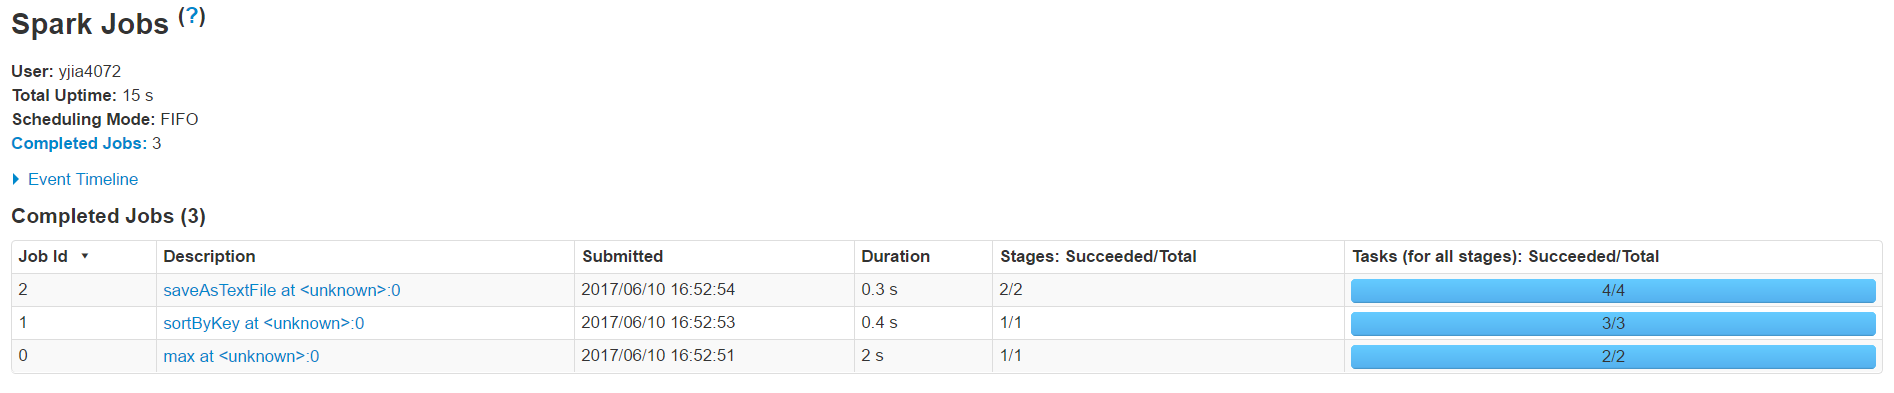 Spark Jobs (?)
User: yjia4072
Total Uptime: 15 s
Scheduling Mode: FIFO
Completed Jobs: 3
Event Timeline
Completed Jobs (3)
Job Id ▾ Description Submitted Duration Stages: Succeeded/Total Tasks (for all stages): Succeeded/Total
2 saveAsTextFile at <unknown>:0 2017/06/10 16:52:54 0.3 s 2/2 4/4
1 sortByKey at <unknown>:0 2017/06/10 16:52:53 0.4 s 1/1 3/3
0 max at <unknown>:0 2017/06/10 16:52:51 2 s 1/1 2/2